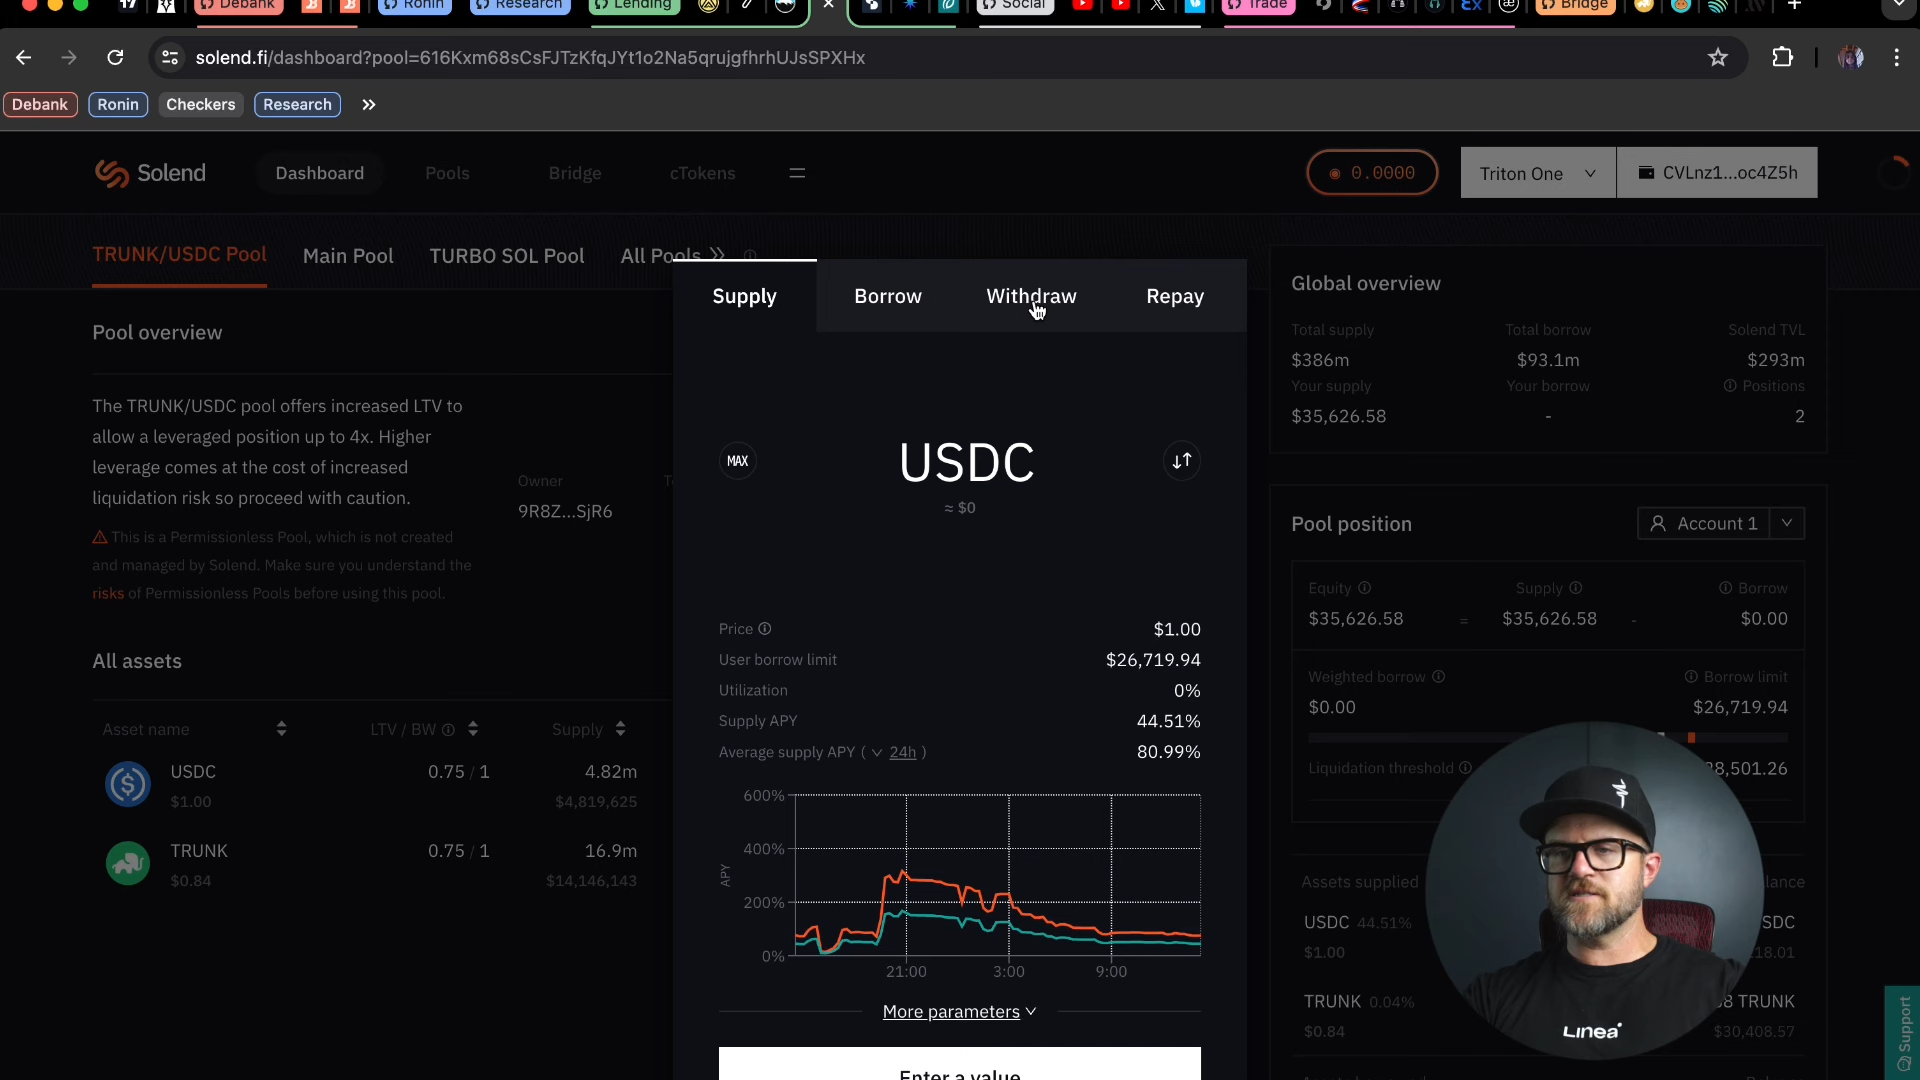 Debank
Ronin
Research
Lending
Social
Trade
Bridge
solend.fi/dashboard?pool=616Kxm68sCsFJTzKfqJYt1o2Na5qrujgfhrhUJsSPXHx
Debank
Ronin
Checkers
Research
Solend
Dashboard
Pools
Bridge
cTokens
0.0000
Triton One
CVLnz1...oc4Z5h
TRUNK/USDC Pool
Main Pool
TURBO SOL Pool
All Pools
Pool overview
The TRUNK/USDC pool offers increased LTV to
allow a leveraged position up to 4x. Higher
leverage comes at the cost of increased
liquidation risk so proceed with caution.
This is a Permissionless Pool, which is not created
and managed by Solend. Make sure you understand the
risks of Permissionless Pools before using this pool.
Owner
9R8Z...SjR6
All assets
Asset name
LTV / BW
Supply
USDC
0.75 / 1
4.82m
$1.00
$4,819,625
TRUNK
0.75 / 1
16.9m
$0.84
$14,146,143
Supply
Borrow
Withdraw
Repay
MAX
USDC
≈ $0
Price
$1.00
User borrow limit
$26,719.94
Utilization
0%
Supply APY
44.51%
Average supply APY ( 24h )
80.99%
600%
400%
200%
0%
APY
21:00
3:00
9:00
More parameters
Enter a value
Global overview
Total supply
Total borrow
Solend TVL
$386m
$93.1m
$293m
Your supply
Your borrow
Positions
$35,626.58
-
2
Pool position
Account 1
Equity
Supply
Borrow
$35,626.58
=
$35,626.58
-
$0.00
Weighted borrow
Borrow limit
$0.00
$26,719.94
Liquidation threshold
8,501.26
Assets supplied
USDC 44.51%
$1.00
TRUNK 0.04%
TRUNK
$0.84
$30,408.57
Linea
Support